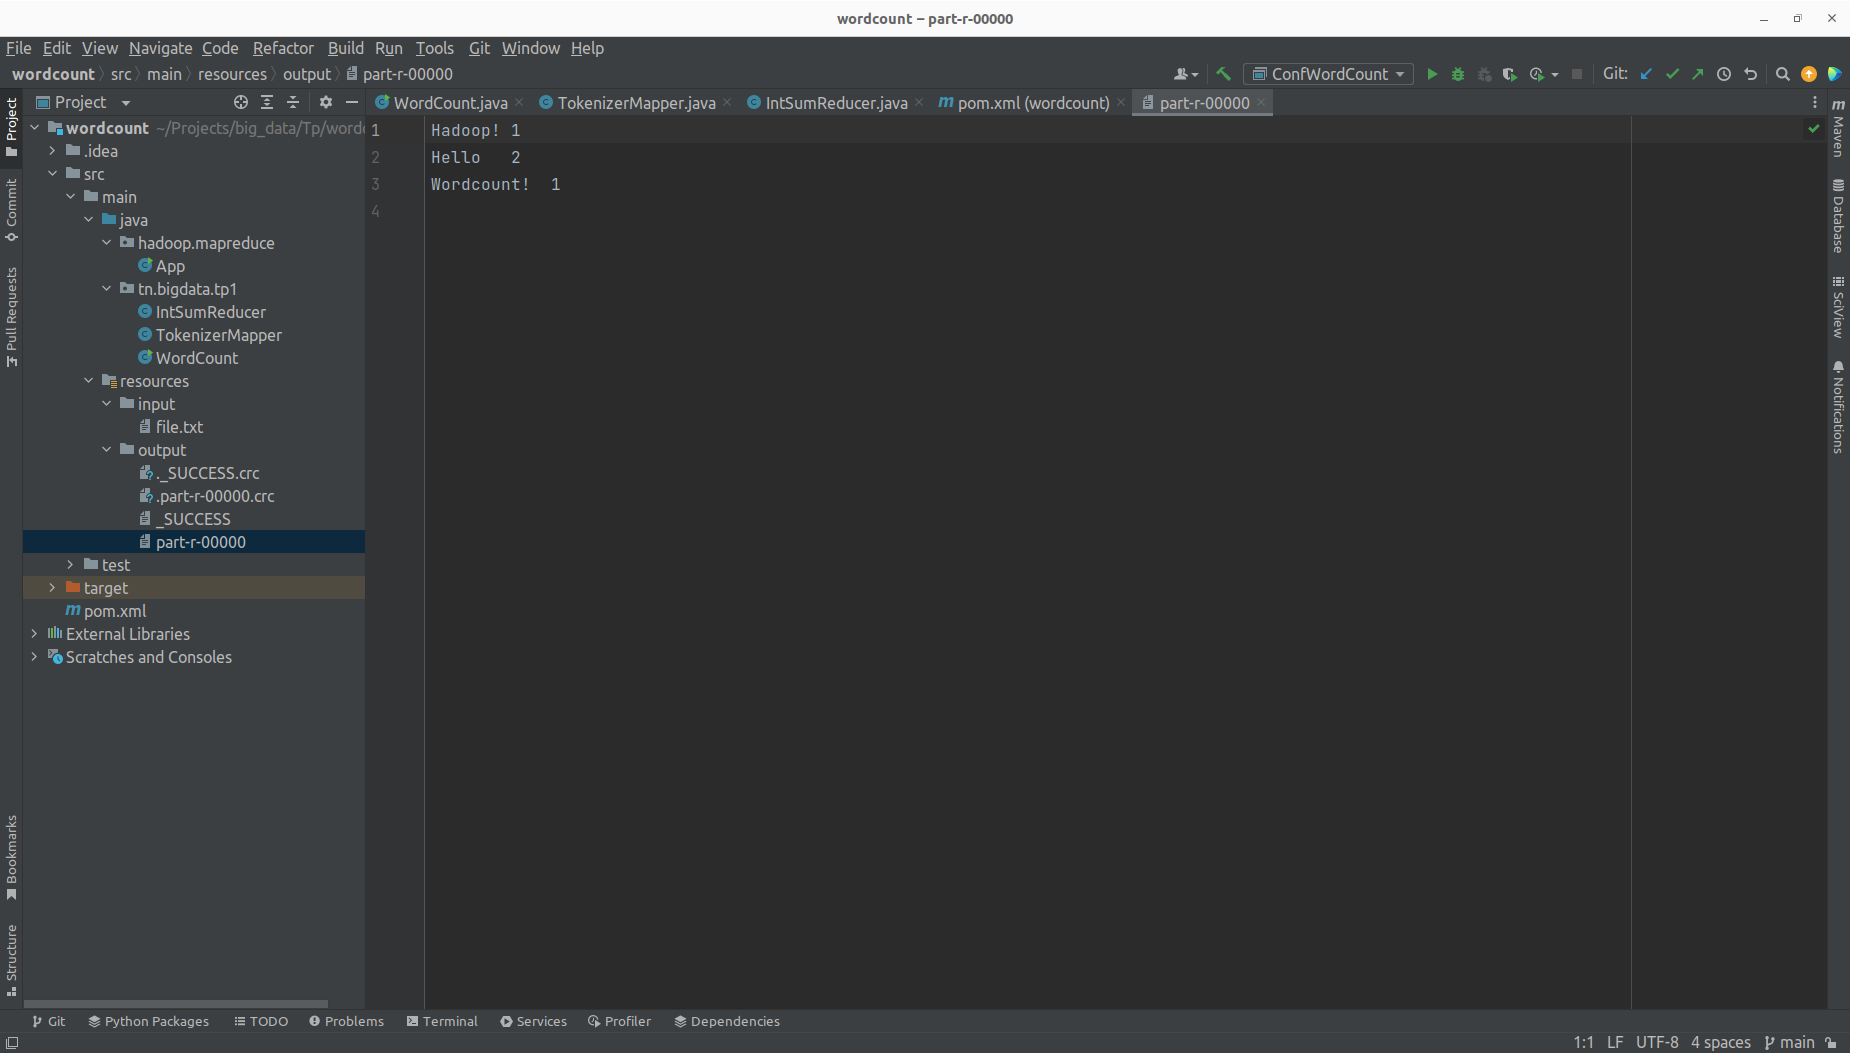 wordcount – part-r-00000
File Edit View Navigate Code Refactor Build Run Tools Git Window Help
wordcount src main resources output part-r-00000
ConfWordCount Git:
Project
WordCount.java TokenizerMapper.java IntSumReducer.java pom.xml (wordcount) part-r-00000
wordcount ~/Projects/big_data/Tp/word
.idea
src
main
java
hadoop.mapreduce
App
tn.bigdata.tp1
IntSumReducer
TokenizerMapper
WordCount
resources
input
file.txt
output
._SUCCESS.crc
.part-r-00000.crc
_SUCCESS
part-r-00000
test
target
pom.xml
External Libraries
Scratches and Consoles
1 Hadoop! 1
2 Hello 2
3 Wordcount! 1
4
Project
Commit
Pull Requests
Bookmarks
Structure
Maven
Database
SciView
Notifications
Git Python Packages TODO Problems Terminal Services Profiler Dependencies
1:1 LF UTF-8 4 spaces main